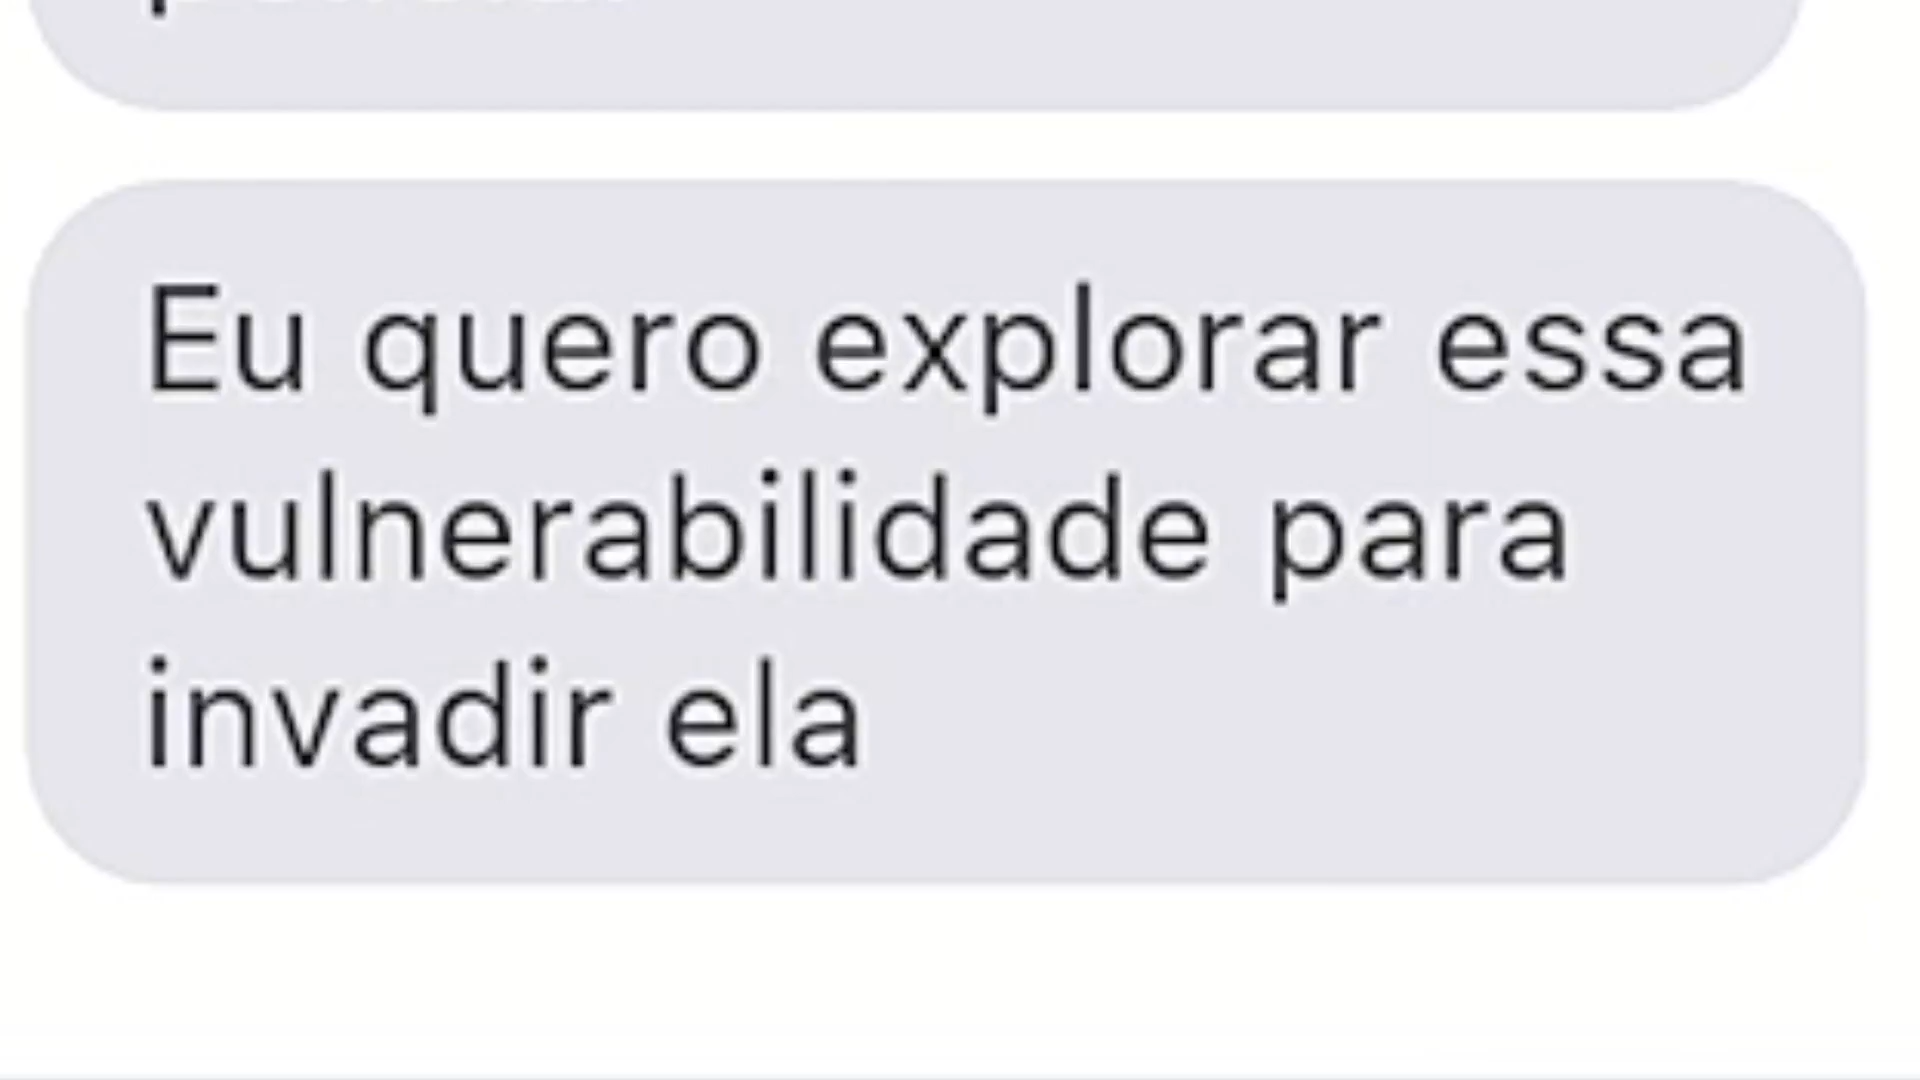 Eu quero explorar essa
vulnerabilidade para
invadir ela